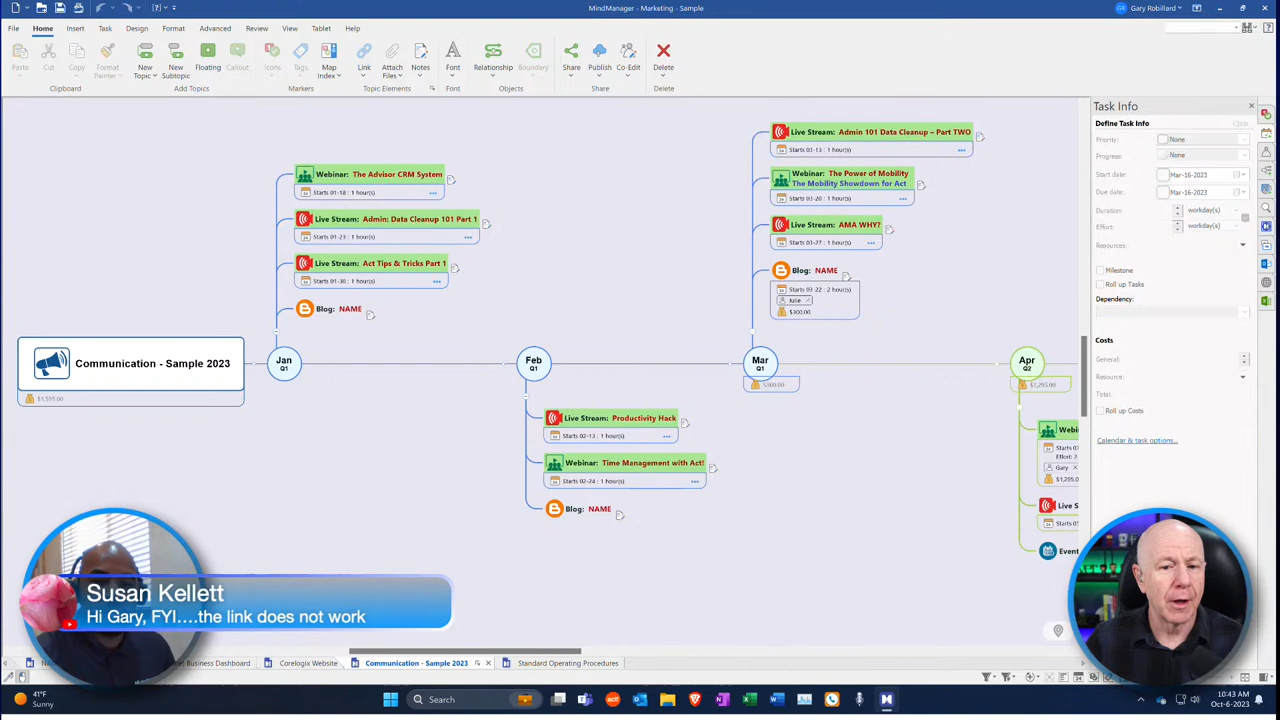 MindManager - Marketing - Sample
Gary Robillard
File Home Insert Task Design Format Advanced Review View Tablet Help
Paste Cut Copy Format Painter New Topic New Subtopic Floating Callout Icons Tags Map Index Link Attach Files Notes Font Relationship Boundary Share Publish Co-Edit Delete
Clipboard Add Topics Markers Topic Elements Font Objects Share Delete
Live Stream: Admin 101 Data Cleanup – Part TWO
Starts 03-13 : 1 hour(s)
Webinar: The Advisor CRM System
Starts 01-18 : 1 hour(s)
Webinar: The Power of Mobility
The Mobility Showdown for Act
Starts 03-20 : 1 hour(s)
Live Stream: Admin: Data Cleanup 101 Part 1
Starts 01-23 : 1 hour(s)
Live Stream: AMA WHY?
Starts 03-27 : 1 hour(s)
Live Stream: Act Tips & Tricks Part 1
Starts 01-30 : 1 hour(s)
Blog: NAME
Starts 03-22 : 2 hour(s)
Julie
$300.00
Blog: NAME
Communication - Sample 2023
$1,595.00
Jan
Q1
Feb
Q1
Mar
Q1
$300.00
Apr
Q2
$1,295.00
Live Stream: Productivity Hack
Starts 02-13 : 1 hour(s)
Webinar: Time Management with Act!
Starts 02-24 : 1 hour(s)
Blog: NAME
Webi
Starts 0
Effort: 2
Gary
$1,295.00
Live S
Starts 0
Event
Task Info
Define Task Info
Priority: None
Progress: None
Start date: Mar-16-2023
Due date: Mar-16-2023
Duration: workday(s)
Effort: workday(s)
Resources:
Milestone
Roll up Tasks
Dependency:
Costs
General:
Resource:
Total:
Roll up Costs
Calendar & task options...
Susan Kellett
Hi Gary, FYI....the link does not work
Business Dashboard Corelogix Website Communication - Sample 2023 Standard Operating Procedures
41°F
Sunny
Search
10:43 AM
Oct-6-2023